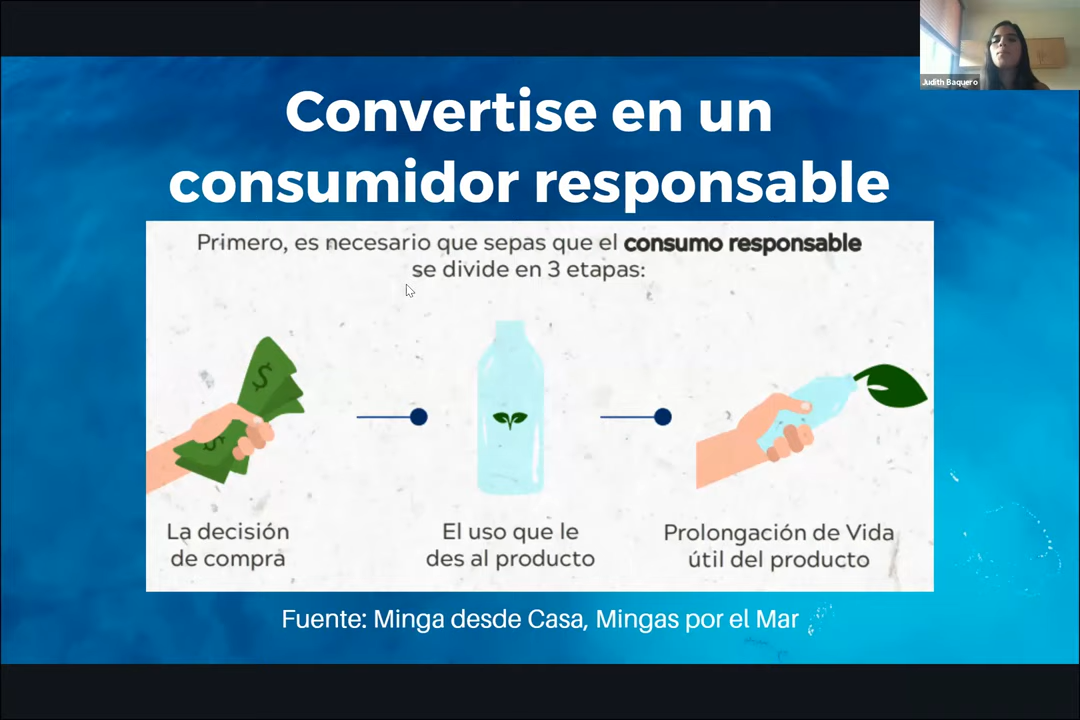 Judith Baquero
Convertise en un
consumidor responsable
Primero, es necesario que sepas que el consumo responsable
se divide en 3 etapas:
$
$
La decisión
de compra
El uso que le
des al producto
Prolongación de Vida
útil del producto
Fuente: Minga desde Casa, Mingas por el Mar